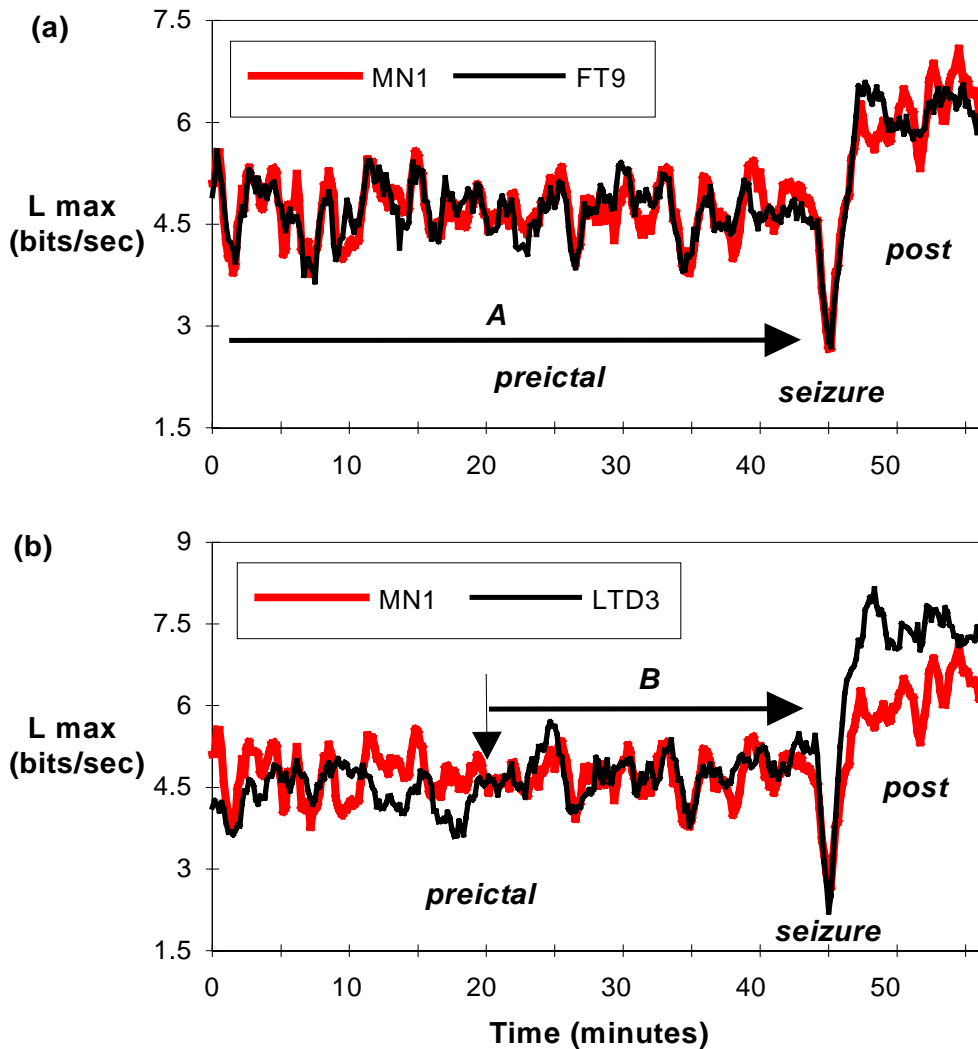 (a)
7.5
MN1 FT9
6
L max
(bits/sec)
4.5
post
A
3
preictal
seizure
1.5
0 10 20 30 40 50
(b)
9
MN1 LTD3
7.5
B
6
L max
(bits/sec)
4.5
post
3
preictal
seizure
1.5
0 10 20 30 40 50
Time (minutes)